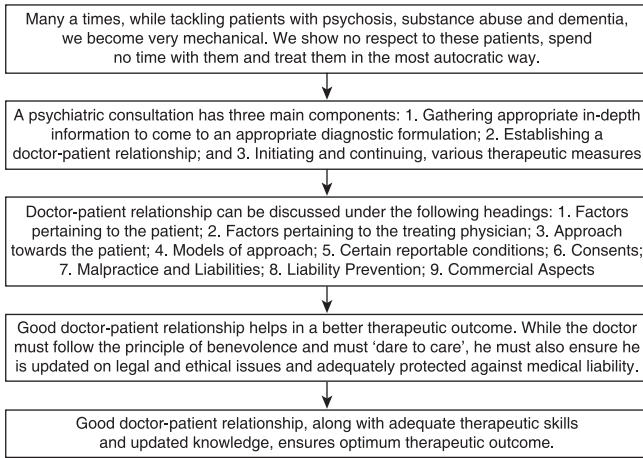 Many a times, while tackling patients with psychosis, substance abuse and dementia,
we become very mechanical. We show no respect to these patients, spend
no time with them and treat them in the most autocratic way.
A psychiatric consultation has three main components: 1. Gathering appropriate in-depth
information to come to an appropriate diagnostic formulation; 2. Establishing a
doctor-patient relationship; and 3. Initiating and continuing, various therapeutic measures
Doctor-patient relationship can be discussed under the following headings: 1. Factors
pertaining to the patient; 2. Factors pertaining to the treating physician; 3. Approach
towards the patient; 4. Models of approach; 5. Certain reportable conditions; 6. Consents;
7. Malpractice and Liabilities; 8. Liability Prevention; 9. Commercial Aspects
Good doctor-patient relationship helps in a better therapeutic outcome. While the doctor
must follow the principle of benevolence and must ‘dare to care’, he must also ensure he
is updated on legal and ethical issues and adequately protected against medical liability.
Good doctor-patient relationship, along with adequate therapeutic skills
and updated knowledge, ensures optimum therapeutic outcome.